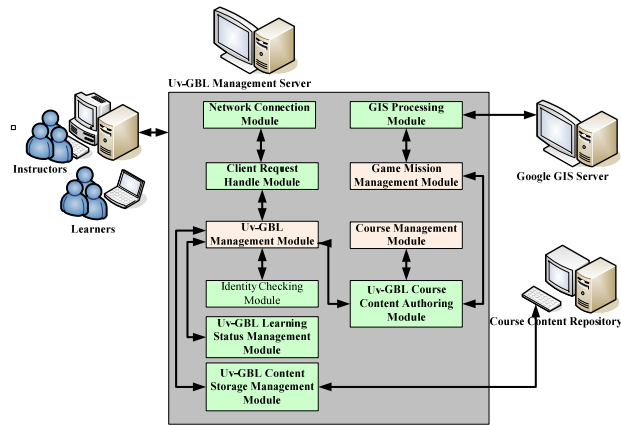 Uv-GBL Management Server
Network Connection
Module
GIS Processing
Module
Instructors
Google GIS Server
Client Request
Handle Module
Game Mission
Management Module
Learners
Uv-GBL
Management Module
Course Management
Module
Identity Checking
Module
Uv-GBL Course
Content Authoring
Module
Course Content Repository
Uv-GBL Learning
Status Management
Module
Uv-GBL Content
Storage Management
Module